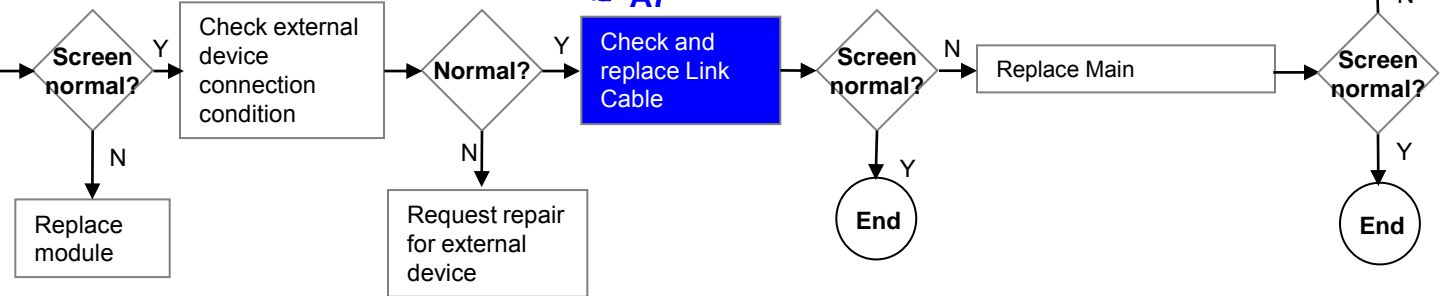 Screen
normal?
Y
N
Replace
module
Check external
device
connection
condition
Normal?
Y
N
Request repair
for external
device
Check and
replace Link
Cable
Screen
normal?
N
Y
End
Replace Main
Screen
normal?
Y
End